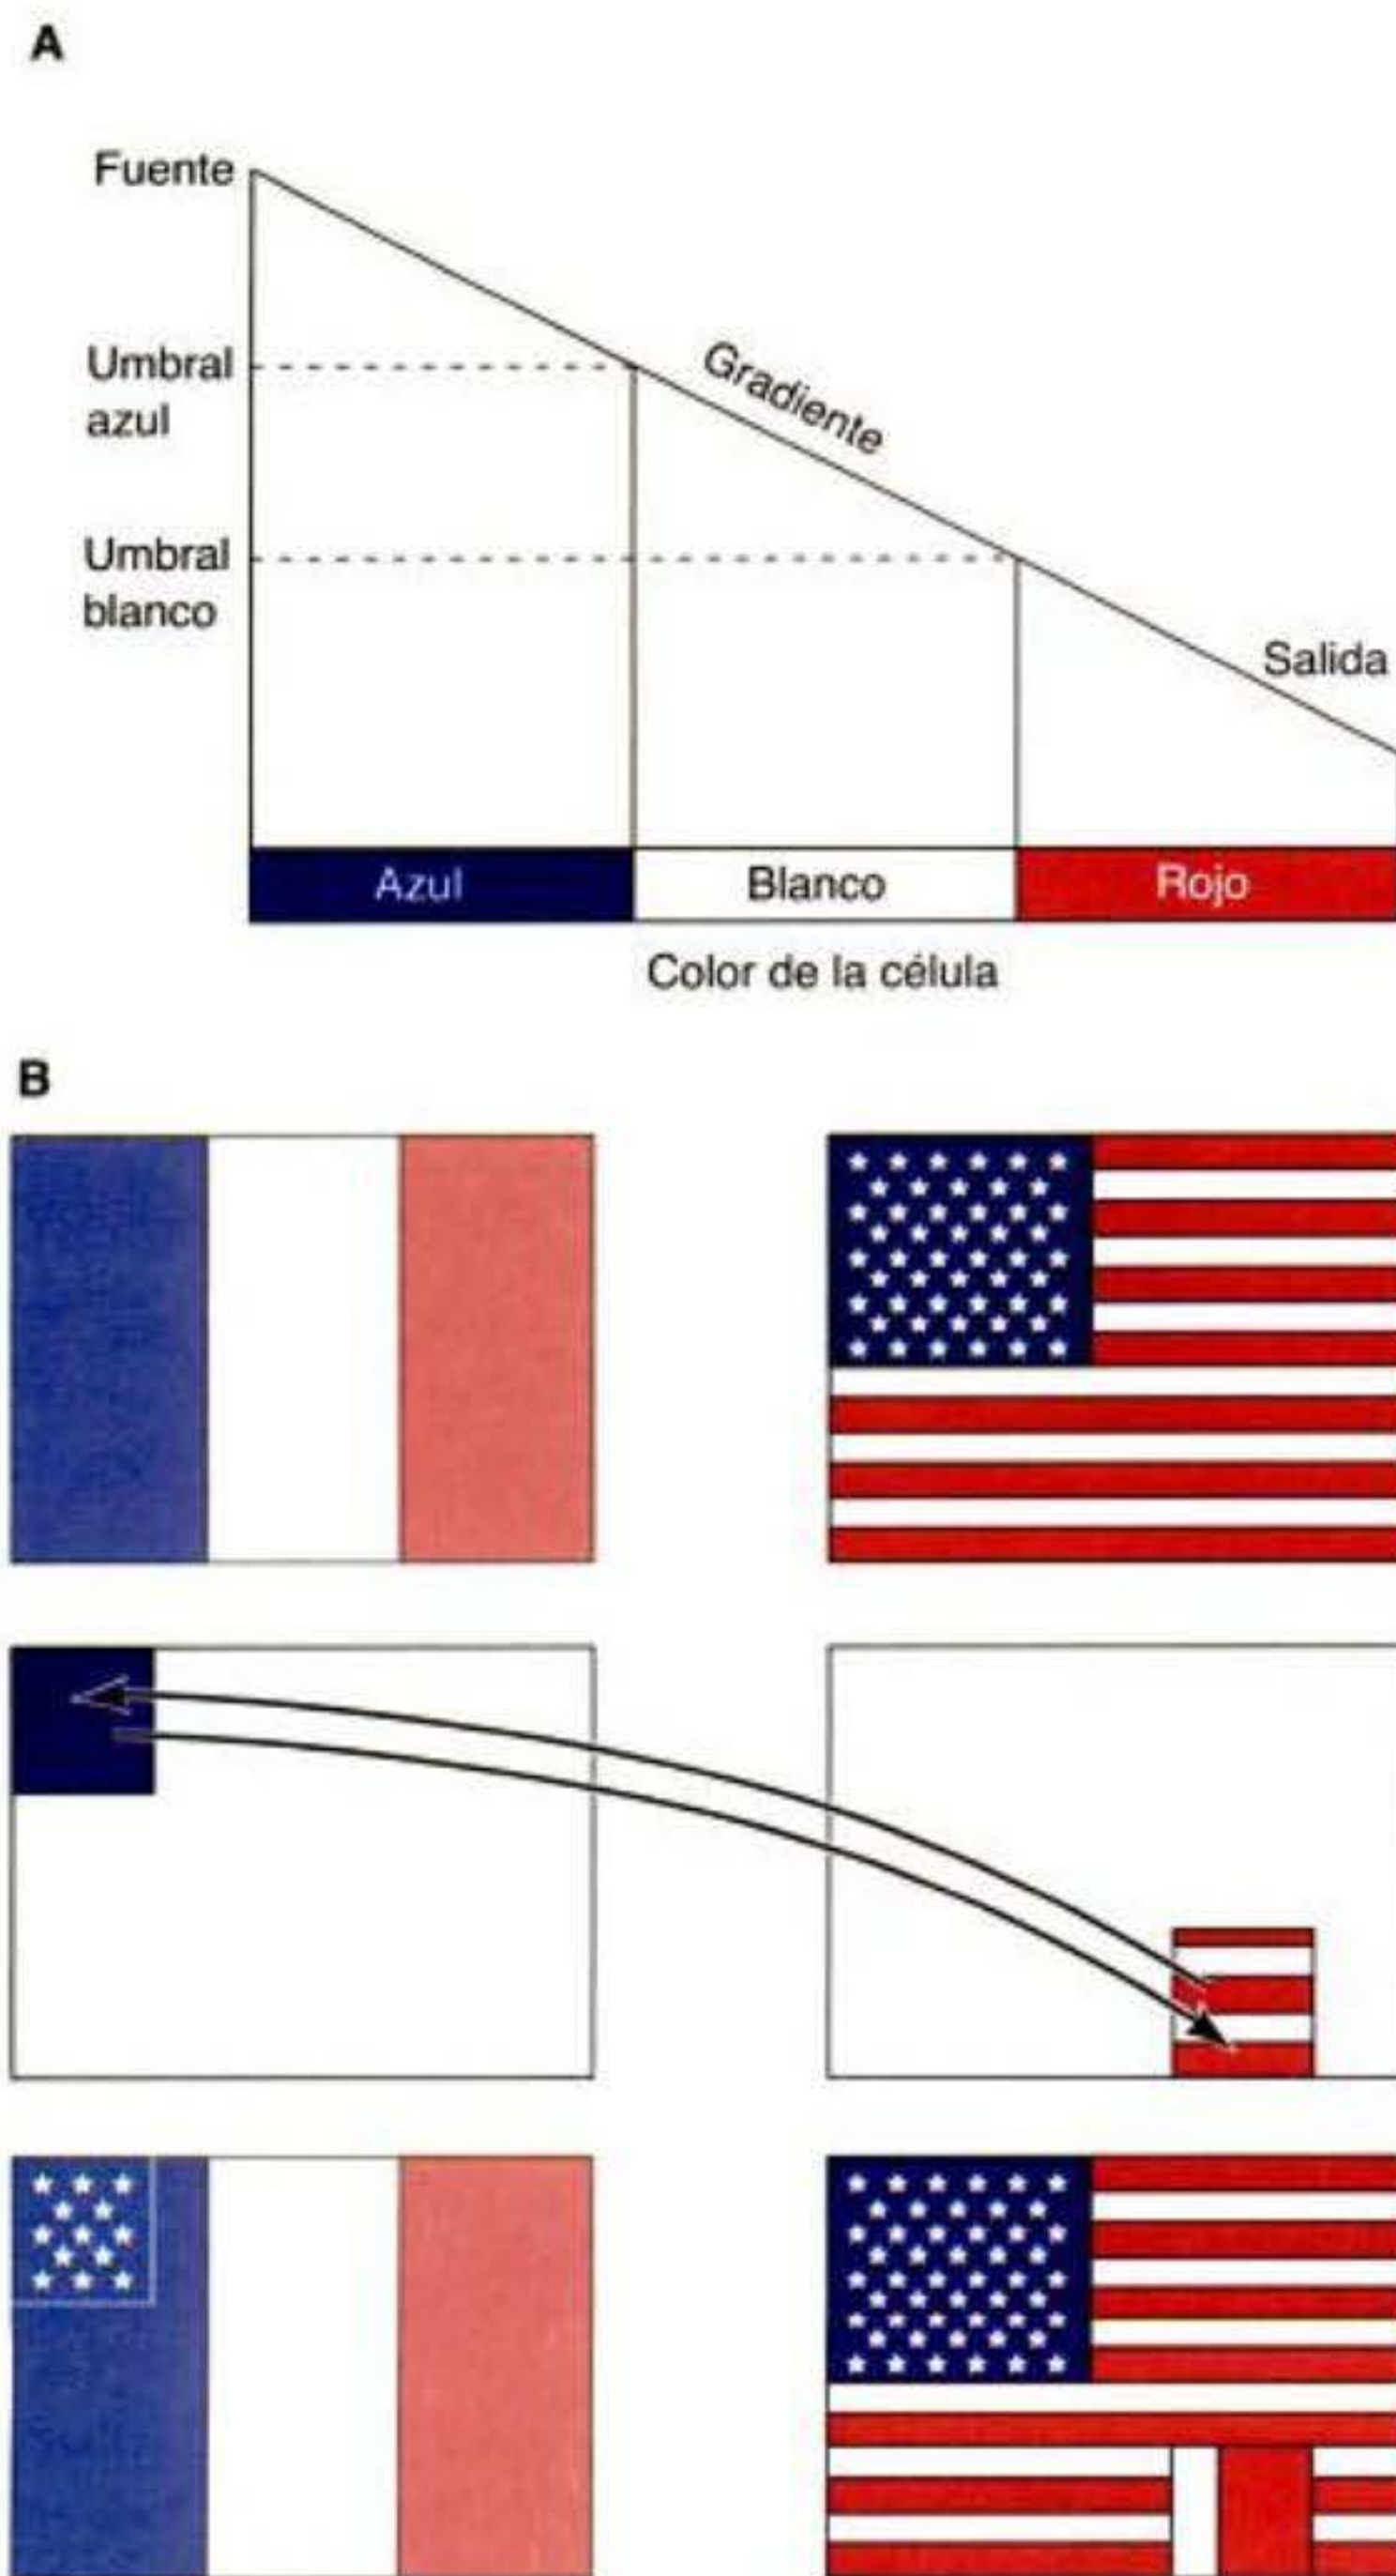 A
Fuente
Umbral
azul
Gradiente
Umbral
blanco
Salida
Azul
Blanco
Rojo
Color de la célula
B